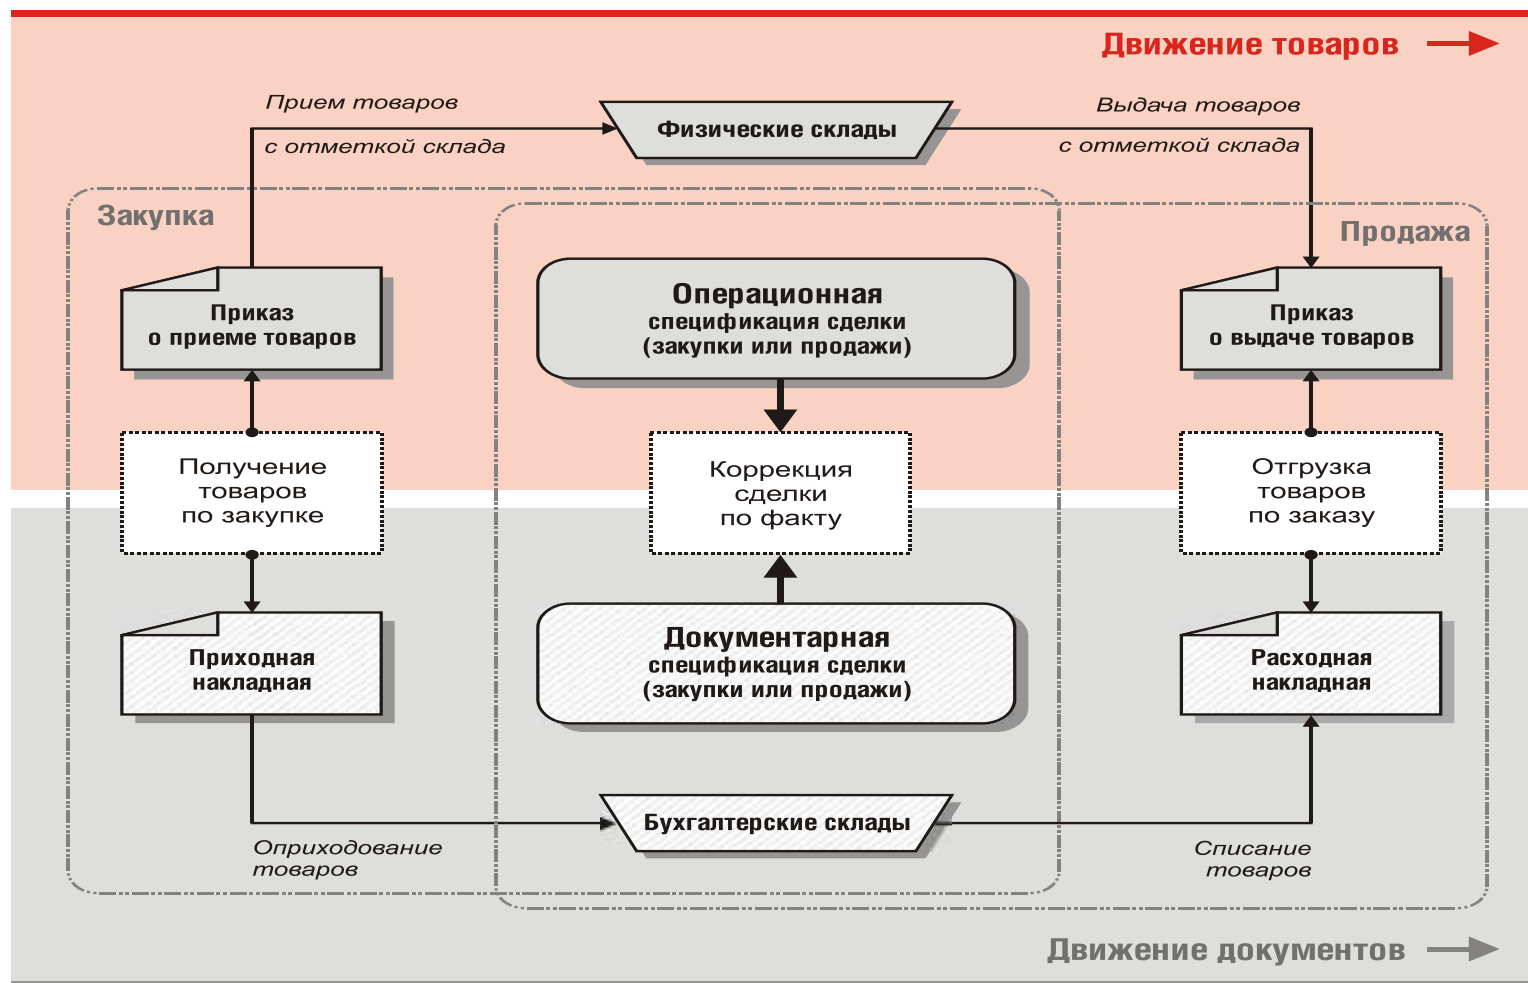 Движение товаров
Прием товаров
с отметкой склада
Физические склады
Выдача товаров
с отметкой склада
Закупка
Продажа
Приказ
о приеме товаров
Операционная
спецификация сделки
(закупки или продажи)
Приказ
о выдаче товаров
Получение
товаров
по закупке
Коррекция
сделки
по факту
Отгрузка
товаров
по заказу
Приходная
накладная
Документарная
спецификация сделки
(закупки или продажи)
Расходная
накладная
Бухгалтерские склады
Оприходование
товаров
Списание
товаров
Движение документов